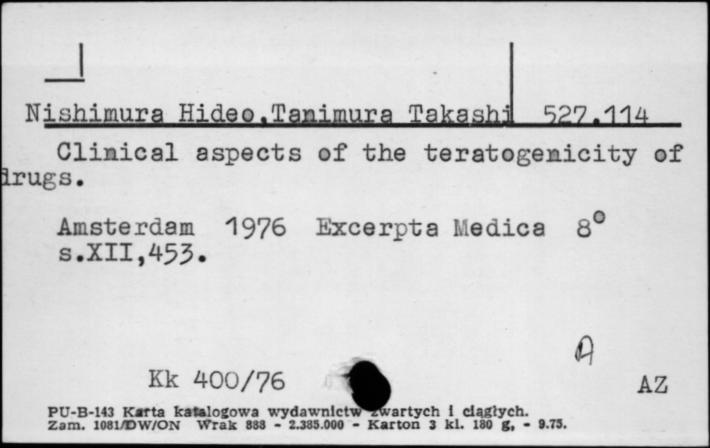 Nishimura Hideo,Tanimura Takashi 527.114
Clinical aspects of the teratogenicity of
drugs.
Amsterdam 1976 Excerpta Medica 8°
s.XII,453.
A
Kk 400/76
AZ
PU-B-143 Karta katalogowa wydawnictw zwartych i ciągłych.
Zam. 1081/DW/ON Wrak 888 - 2.385.000 - Karton 3 kl. 180 g, - 9.75.